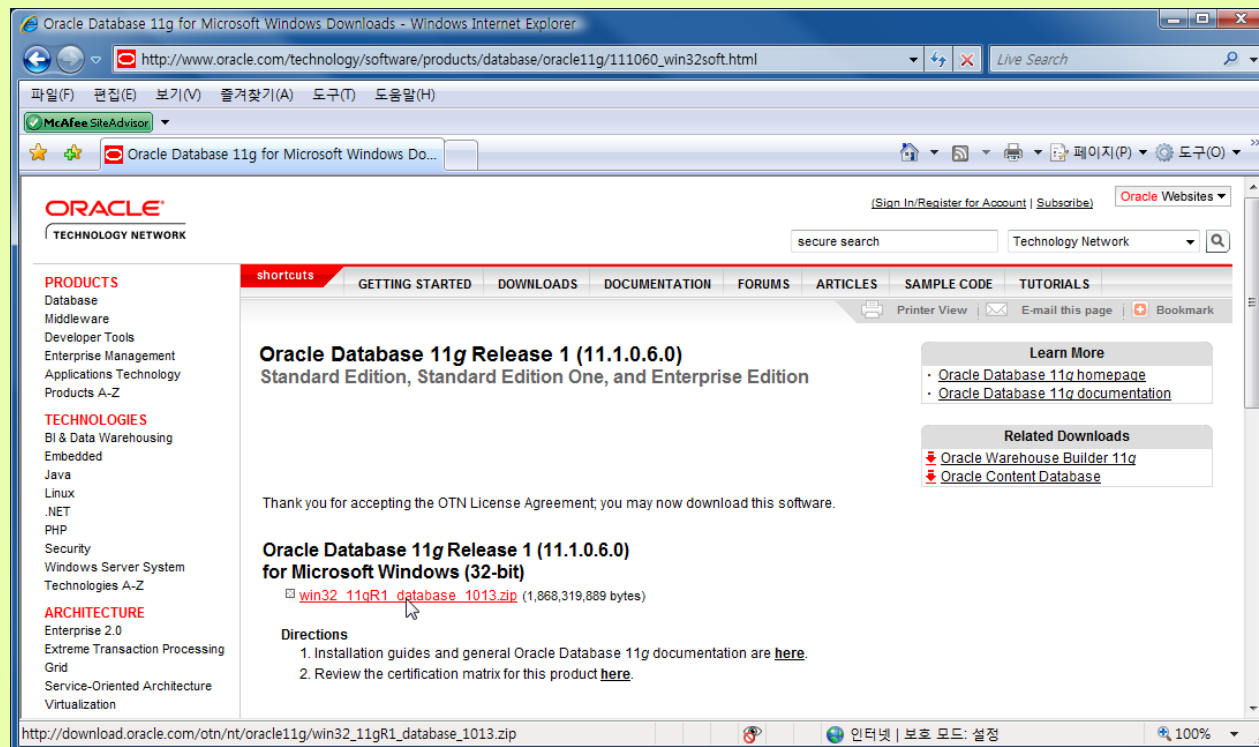 Oracle Database 11g for Microsoft Windows Downloads - Windows Internet Explorer
http://www.oracle.com/technology/software/products/database/oracle11g/111060_win32soft.html
Live Search
파일(F) 편집(E) 보기(V) 즐겨찾기(A) 도구(T) 도움말(H)
McAfee SiteAdvisor
Oracle Database 11g for Microsoft Windows Do...
페이지(P) 도구(O)
ORACLE
TECHNOLOGY NETWORK
(Sign In/Register for Account | Subscribe)
Oracle Websites
secure search
Technology Network
PRODUCTS
Database
Middleware
Developer Tools
Enterprise Management
Applications Technology
Products A-Z
TECHNOLOGIES
BI & Data Warehousing
Embedded
Java
Linux
.NET
PHP
Security
Windows Server System
Technologies A-Z
ARCHITECTURE
Enterprise 2.0
Extreme Transaction Processing
Grid
Service-Oriented Architecture
Virtualization
shortcuts GETTING STARTED DOWNLOADS DOCUMENTATION FORUMS ARTICLES SAMPLE CODE TUTORIALS
Printer View | E-mail this page | Bookmark
Oracle Database 11g Release 1 (11.1.0.6.0)
Standard Edition, Standard Edition One, and Enterprise Edition
Learn More
· Oracle Database 11g homepage
· Oracle Database 11g documentation
Related Downloads
Oracle Warehouse Builder 11g
Oracle Content Database
Thank you for accepting the OTN License Agreement; you may now download this software.
Oracle Database 11g Release 1 (11.1.0.6.0)
for Microsoft Windows (32-bit)
win32_11gR1_database_1013.zip (1,868,319,889 bytes)
Directions
1. Installation guides and general Oracle Database 11g documentation are here.
2. Review the certification matrix for this product here.
http://download.oracle.com/otn/nt/oracle11g/win32_11gR1_database_1013.zip
인터넷 | 보호 모드: 설정
100%